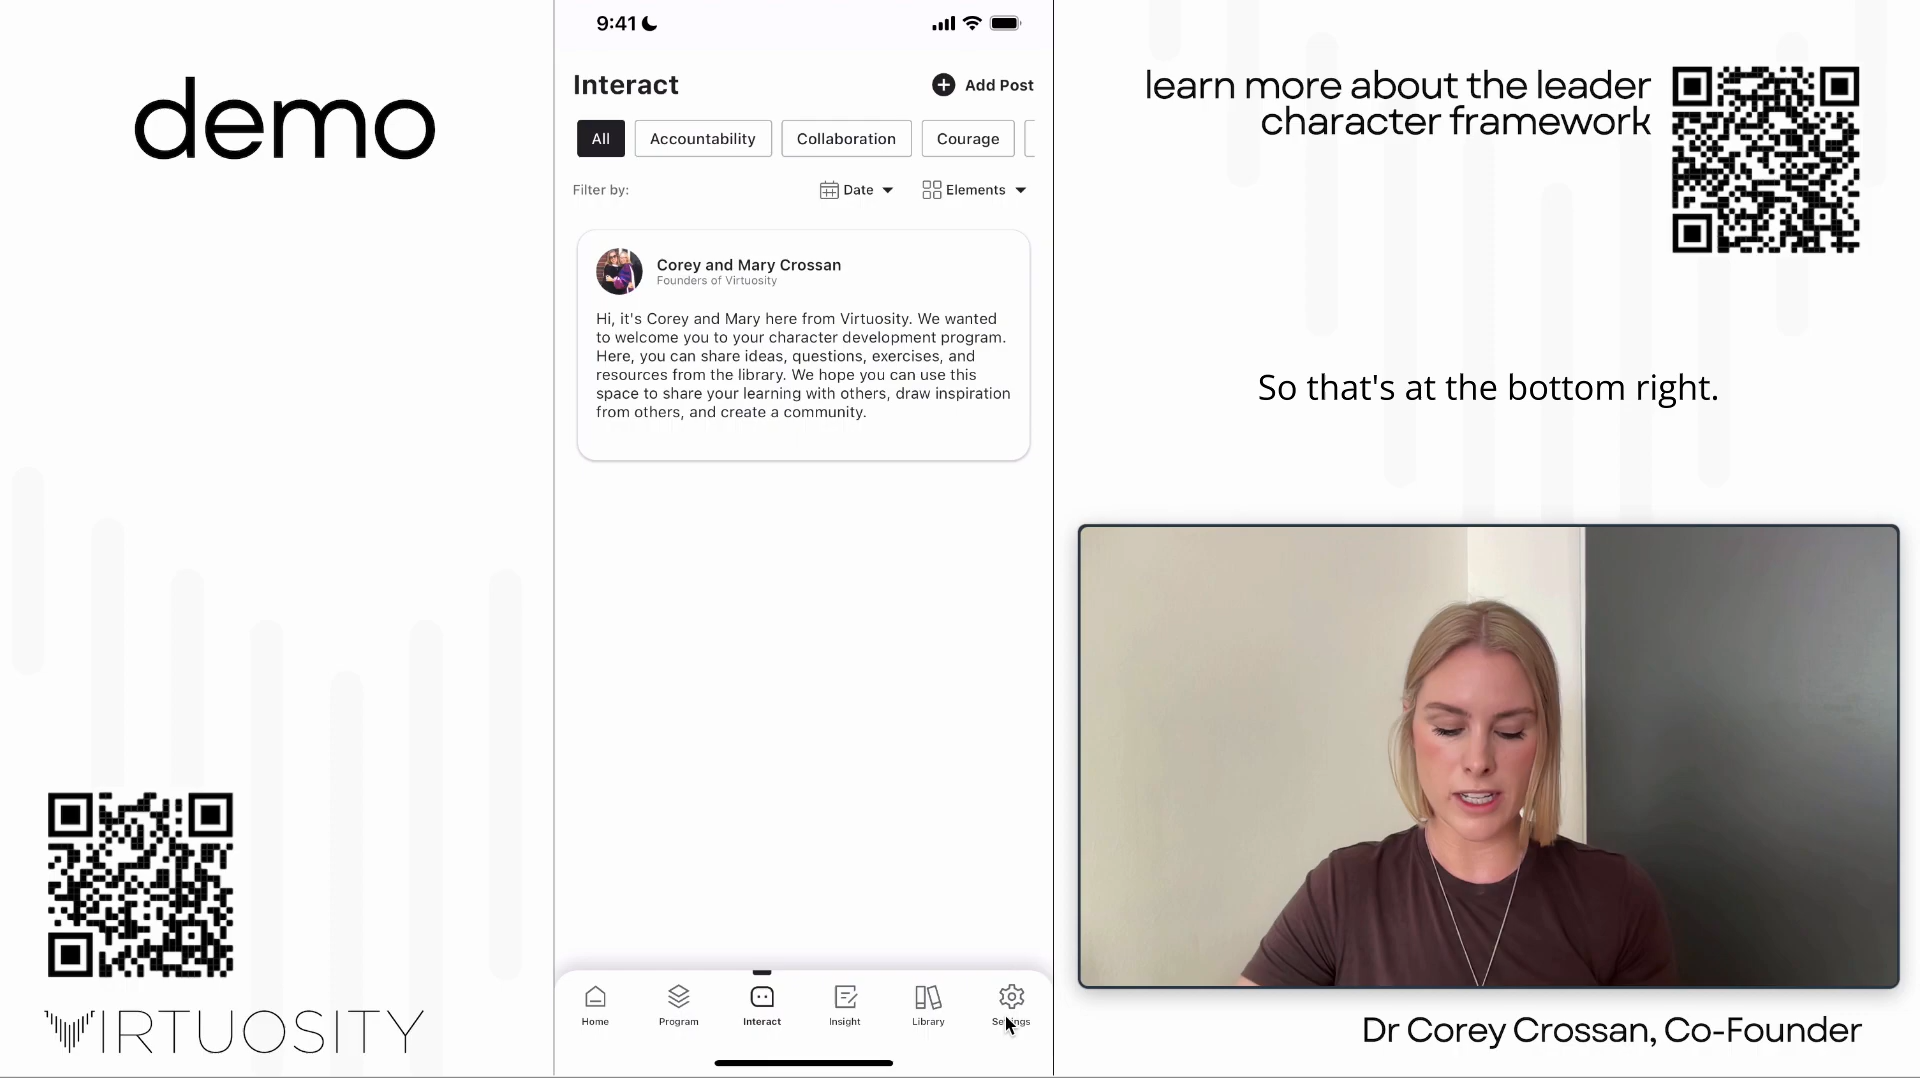 demo
9:41
Interact
Add Post
All
Accountability
Collaboration
Courage
Filter by:
Date
Elements
Corey and Mary Crossan
Founders of Virtuosity
Hi, it's Corey and Mary here from Virtuosity. We wanted
to welcome you to your character development program.
Here, you can share ideas, questions, exercises, and
resources from the library. We hope you can use this
space to share your learning with others, draw inspiration
from others, and create a community.
Home
Program
Interact
Insight
Library
Settings
VIRTUOSITY
learn more about the leader
character framework
So that's at the bottom right.
Dr Corey Crossan, Co-Founder